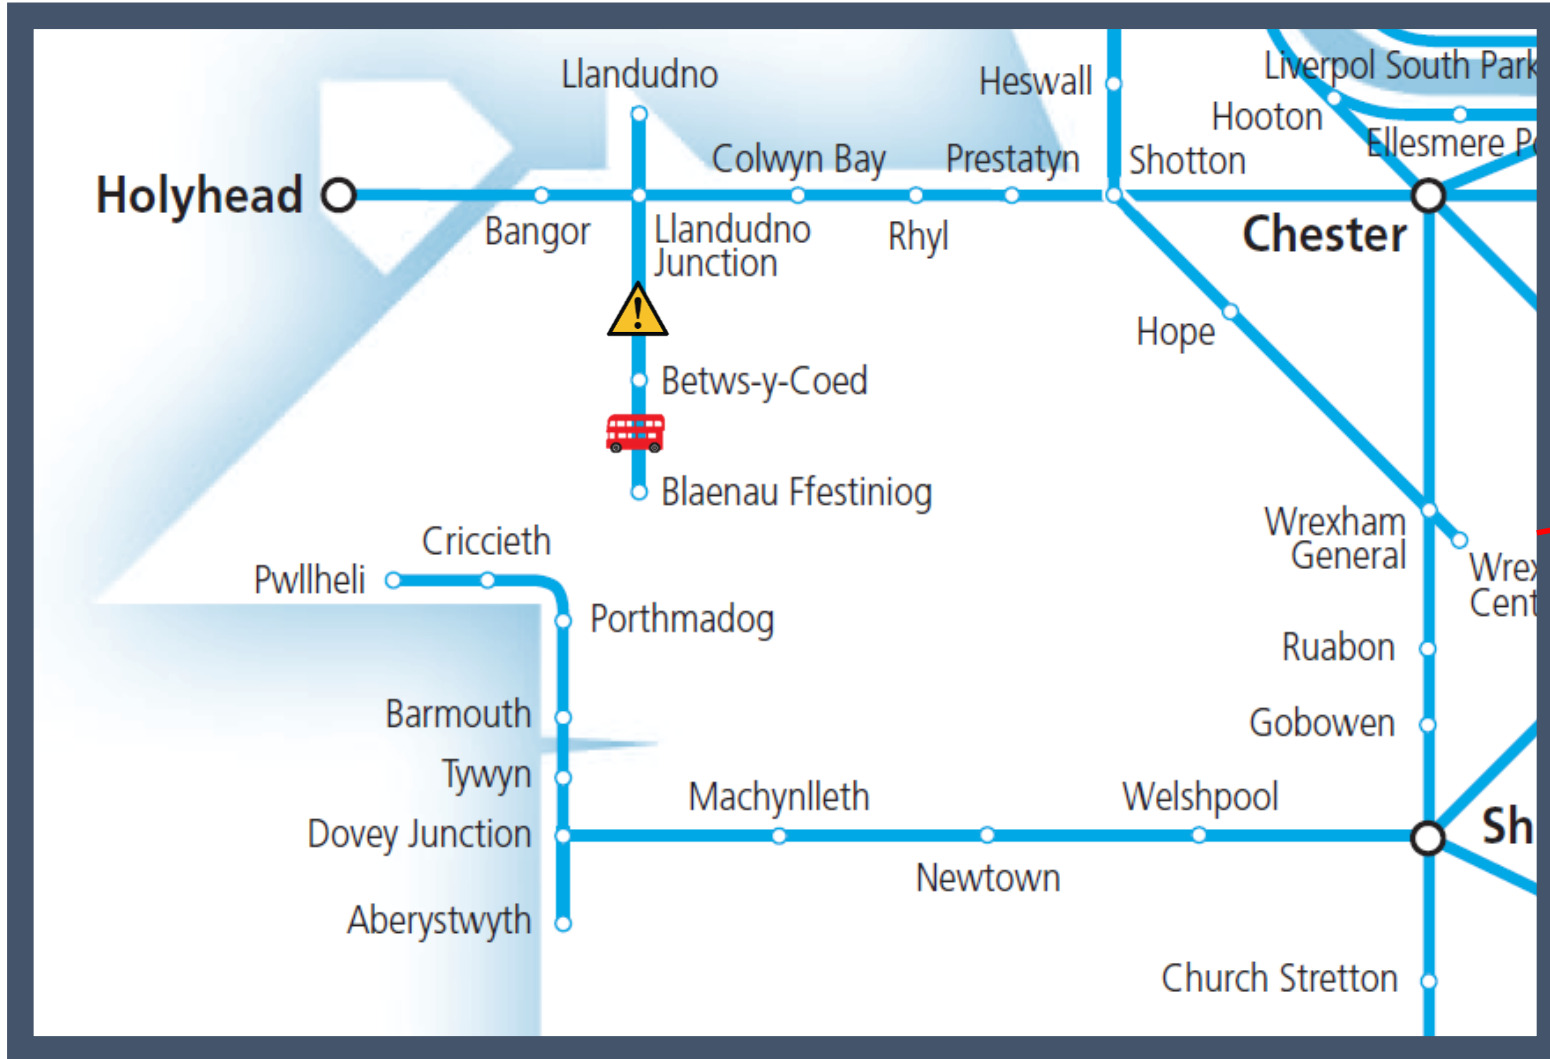 Llandudno
Heswall
Liverpol South Park
Hooton
Ellesmere
Colwyn Bay
Prestatyn
Shotton
Holyhead
Bangor
Llandudno
Junction
Rhyl
Chester
!
Hope
Betws-y-Coed
Blaenau Ffestiniog
Criccieth
Pwllheli
Wrexham
General
Porthmadog
Ruabon
Barmouth
Gobowen
Tywyn
Machynlleth
Welshpool
Dovey Junction
Newtown
Aberystwyth
Church Stretton